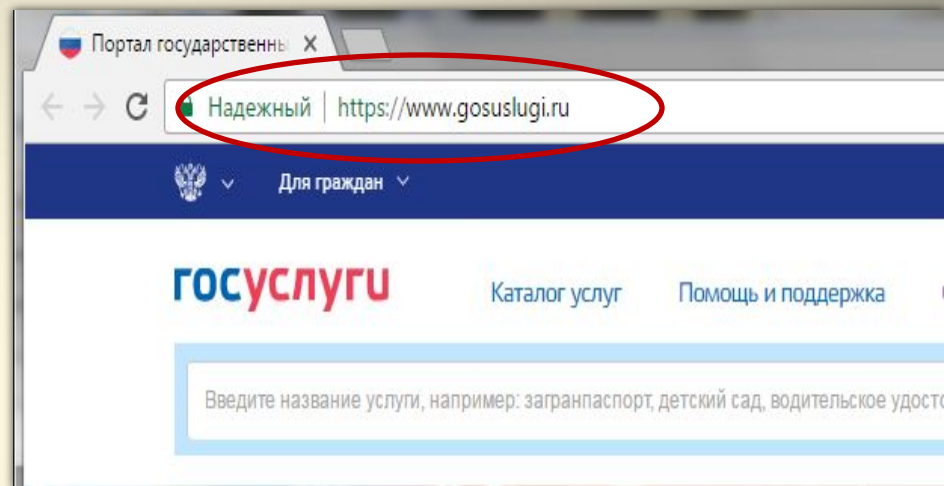 Портал государственны
Надежный | https://www.gosuslugi.ru
Для граждан
госуслуги
Каталог услуг Помощь и поддержка
Введите название услуги, например: загранпаспорт, детский сад, водительское удосто